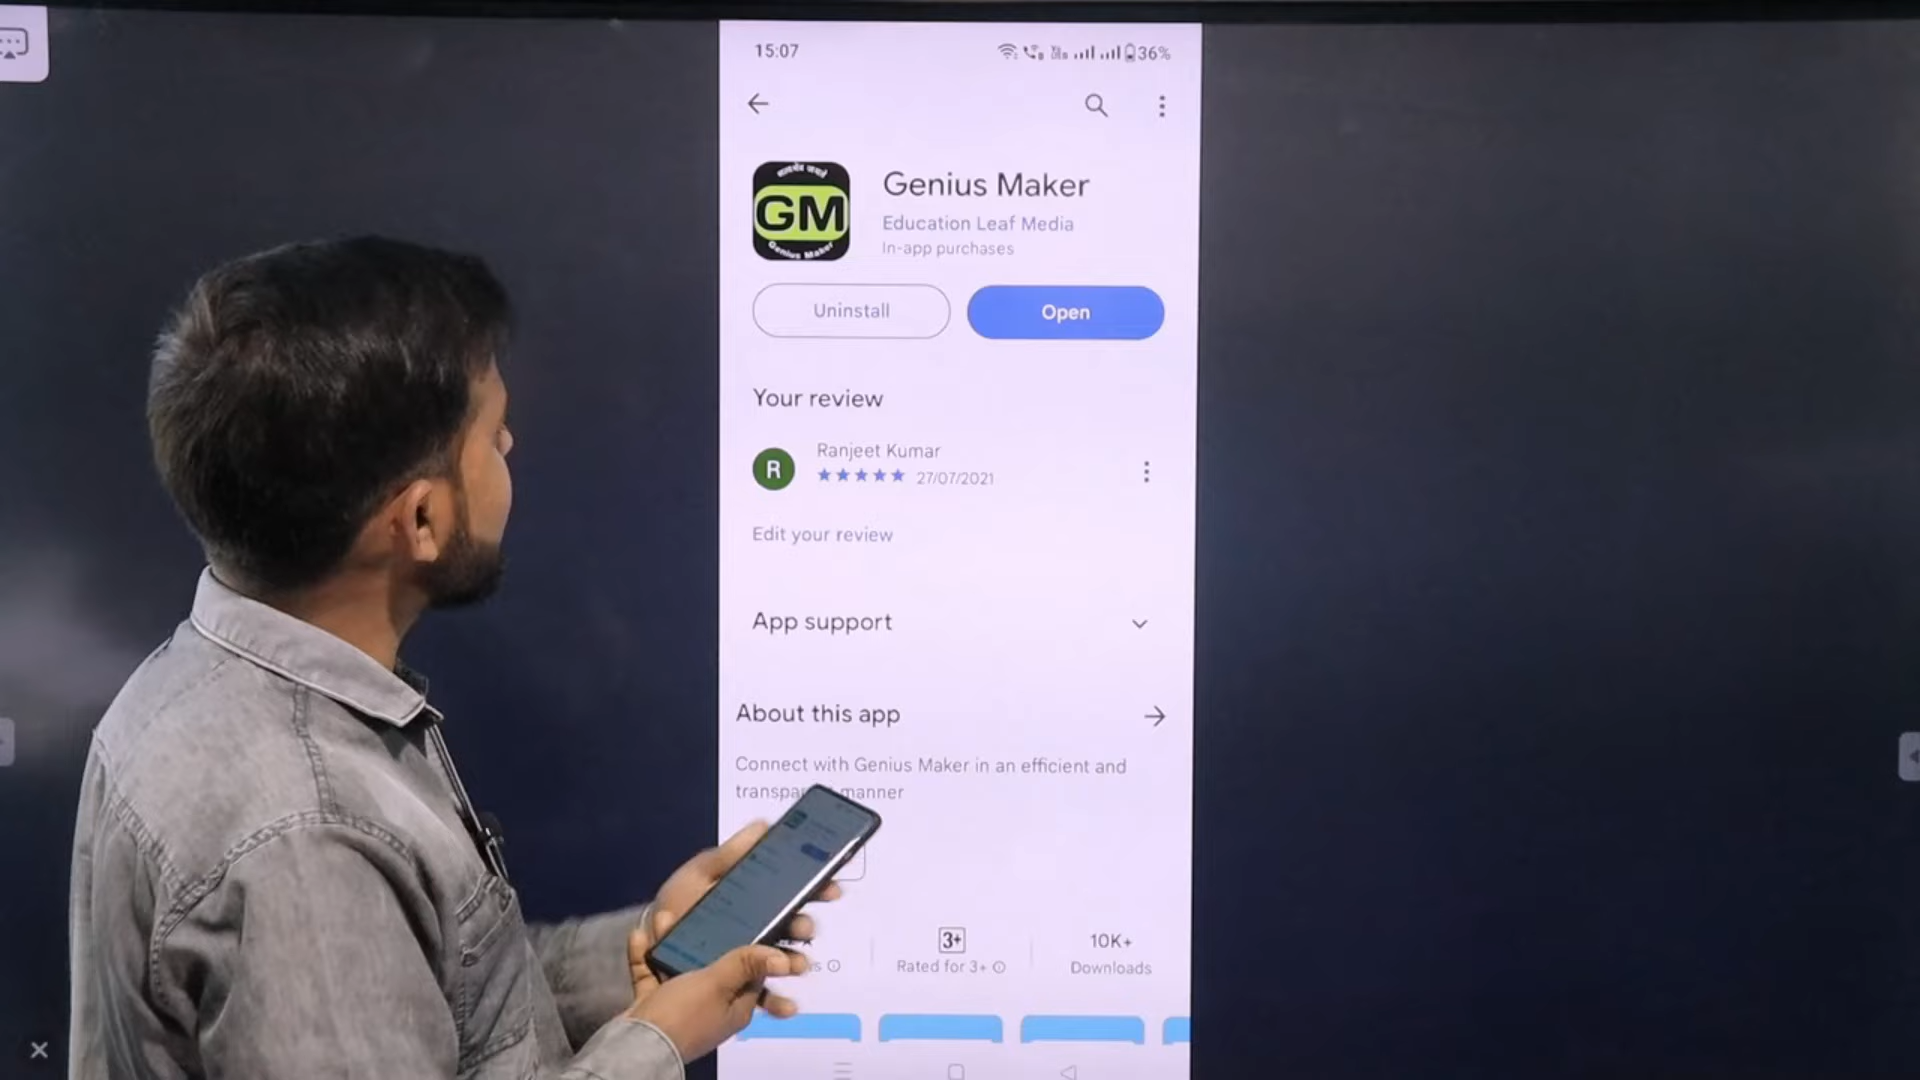 15:07
36%
Genius Maker
GM
Genius Maker
Education Leaf Media
In-app purchases
Uninstall
Open
Your review
R
Ranjeet Kumar
27/07/2021
Edit your review
App support
About this app
Connect with Genius Maker in an efficient and
manner
3+
10K+
Rated for 3+
Downloads